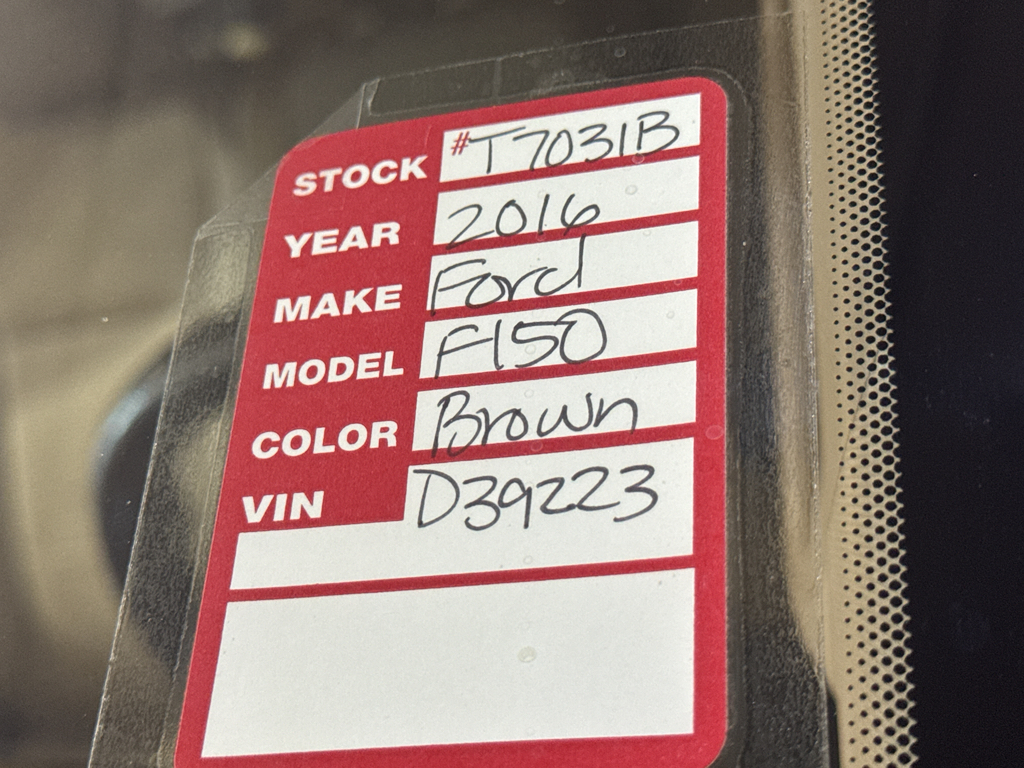 STOCK #T7031B
YEAR 2016
MAKE Ford
MODEL F150
COLOR Brown
VIN D39223